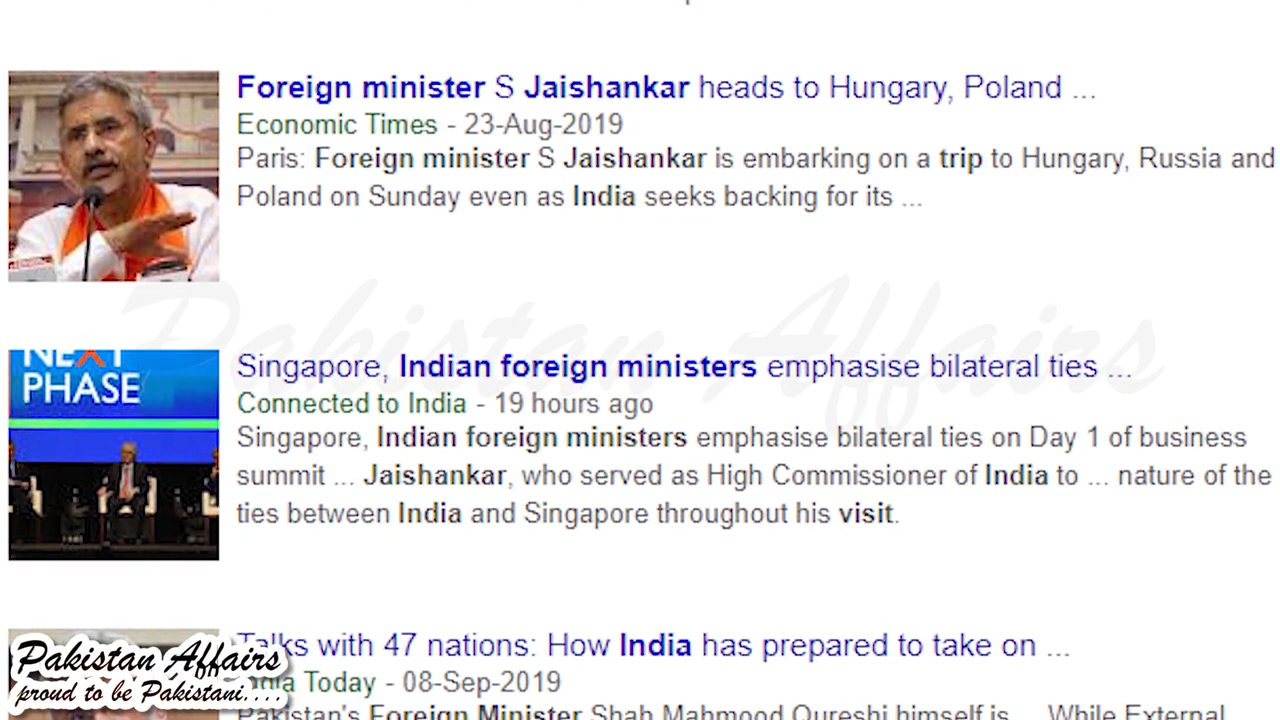 Foreign minister S Jaishankar heads to Hungary, Poland ...
Economic Times - 23-Aug-2019
Paris: Foreign minister S Jaishankar is embarking on a trip to Hungary, Russia and
Poland on Sunday even as India seeks backing for its ...
Pakistan Affairs
NEXT
PHASE
Singapore, Indian foreign ministers emphasise bilateral ties ...
Connected to India - 19 hours ago
Singapore, Indian foreign ministers emphasise bilateral ties on Day 1 of business
summit ... Jaishankar, who served as High Commissioner of India to ... nature of the
ties between India and Singapore throughout his visit.
Talks with 47 nations: How India has prepared to take on ...
India Today - 08-Sep-2019
Pakistan's Foreign Minister Shah Mahmood Qureshi himself is ... While External
Pakistan Affairs
proud to be Pakistani....